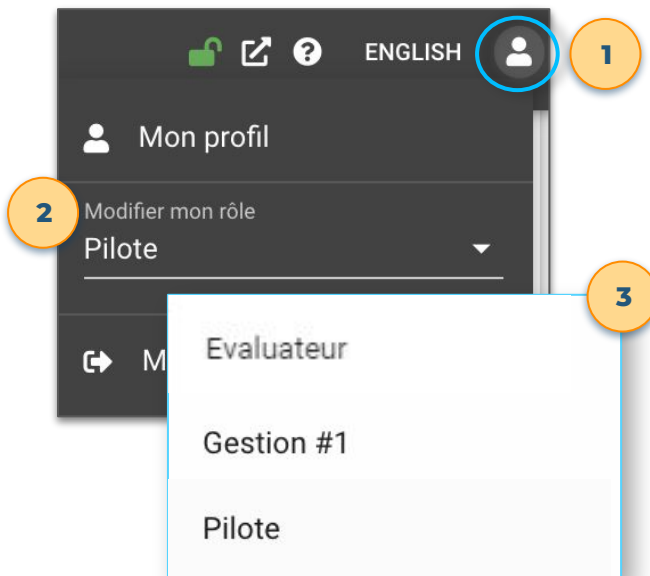 ENGLISH
1
Mon profil
2
Modifier mon rôle
Pilote
3
M
Evaluateur
Gestion #1
Pilote